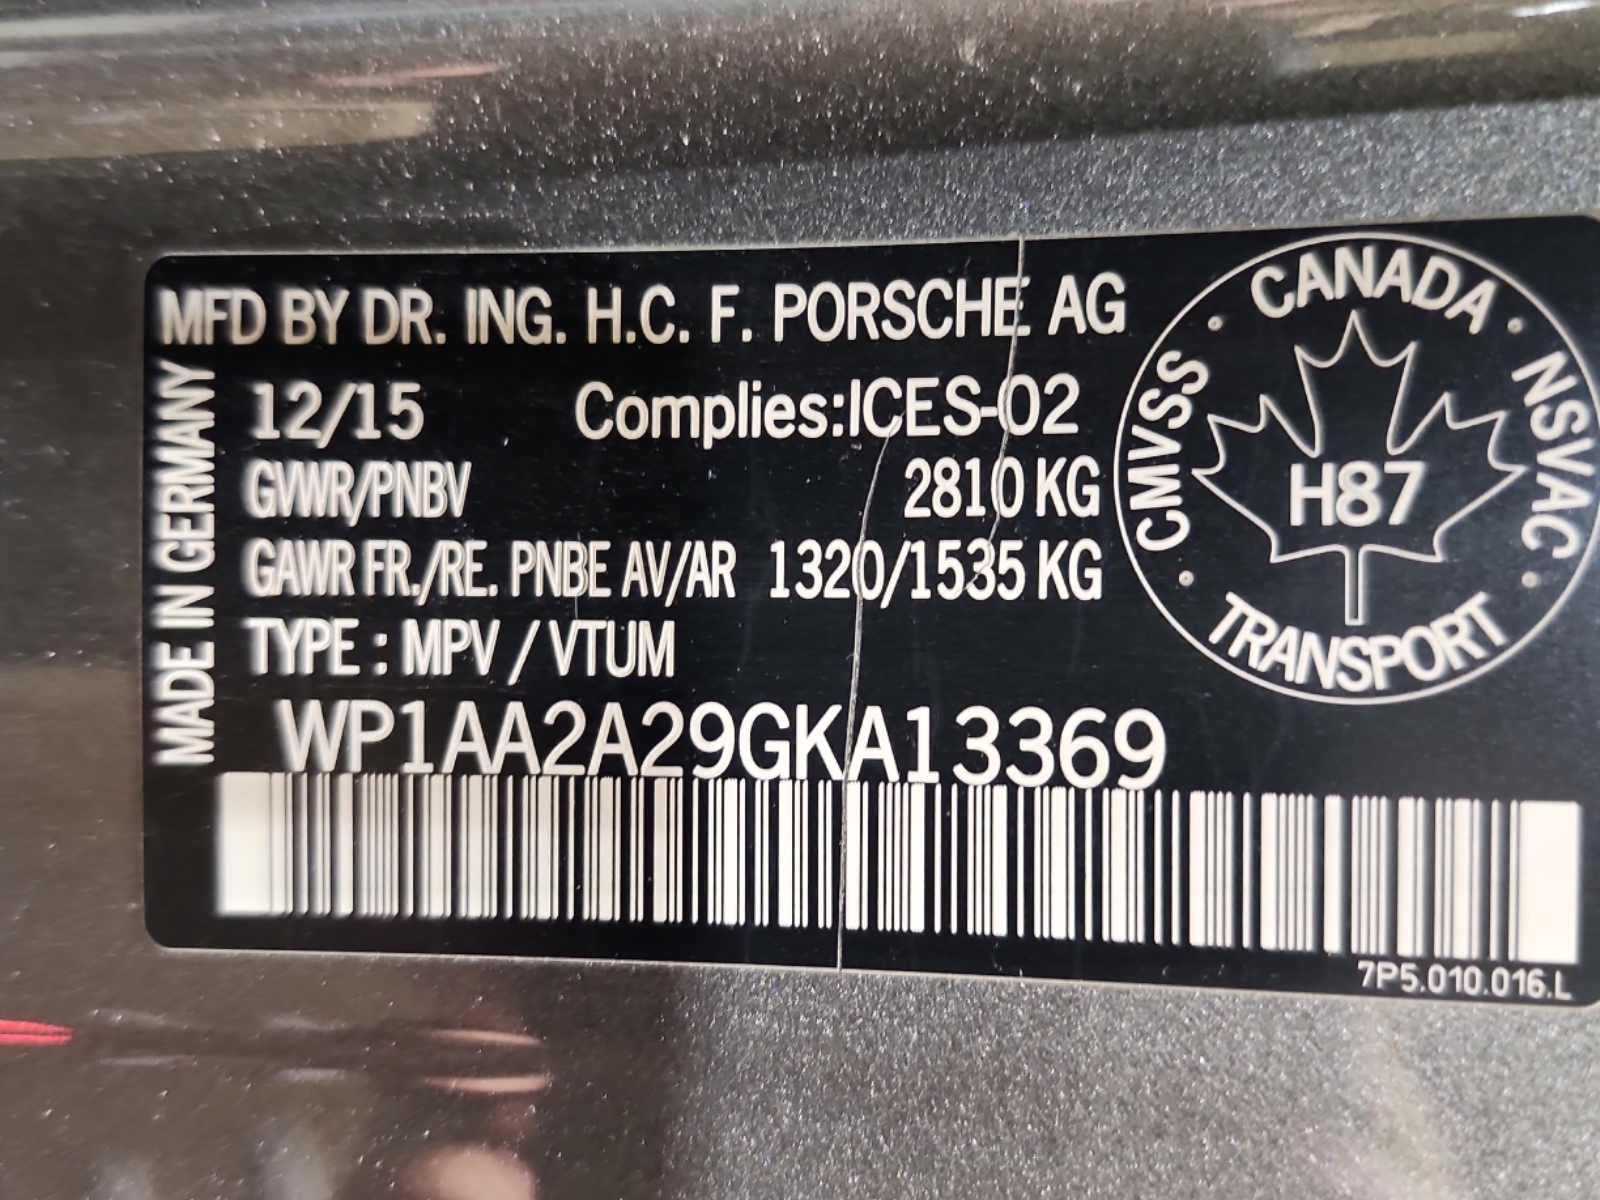 MFD BY DR. ING. H.C. F. PORSCHE AG
12/15 Complies:ICES-02
GVWR/PNBV 2810 KG
GAWR FR./RE. PNBE AV/AR 1320/1535 KG
TYPE : MPV / VTUM
WP1AA2A29GKA13369
MADE IN GERMANY
CANADA
CMVSS
NSVAC
H87
TRANSPORT
7P5.010.016.L